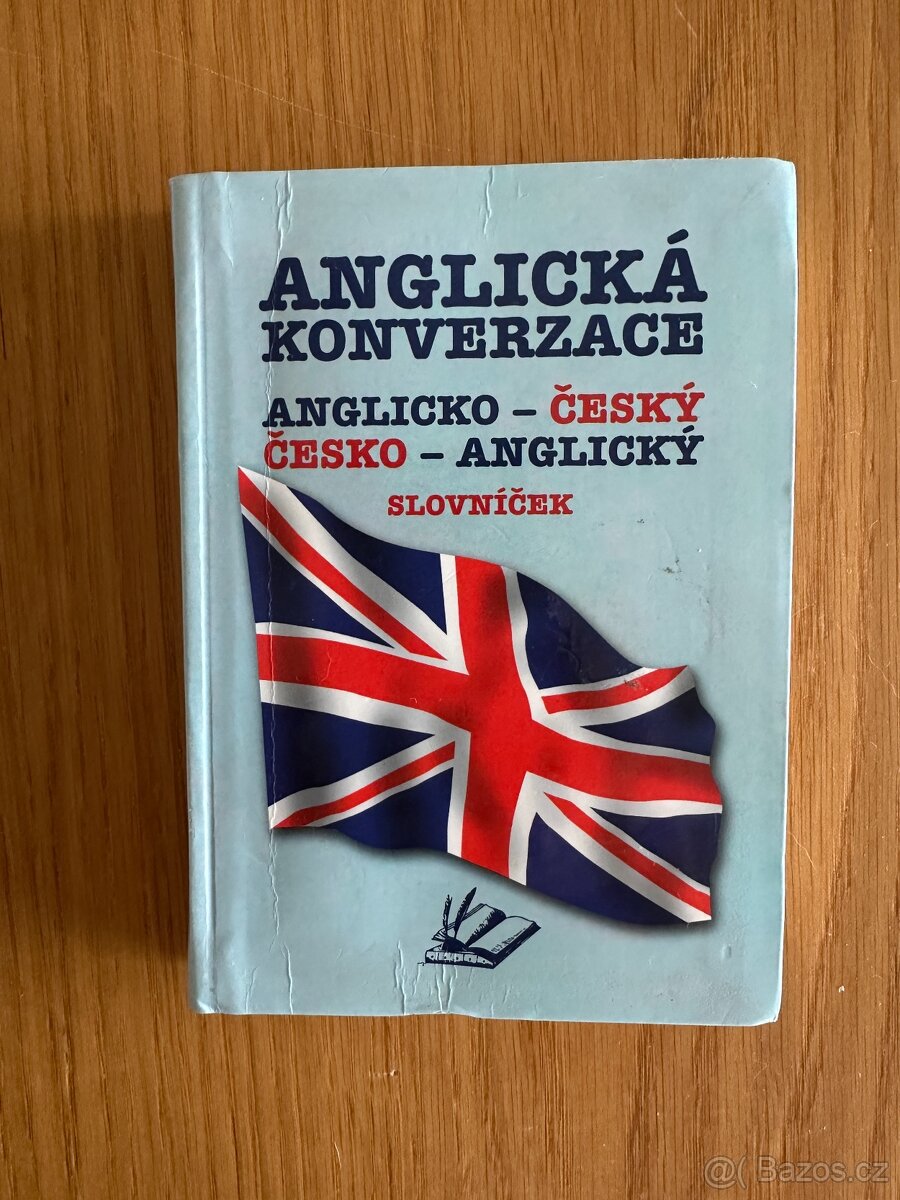 ANGLICKÁ
KONVERZACE
ANGLICKO – ČESKÝ
ČESKO – ANGLICKÝ
SLOVNÍČEK
@( Bazos.cz